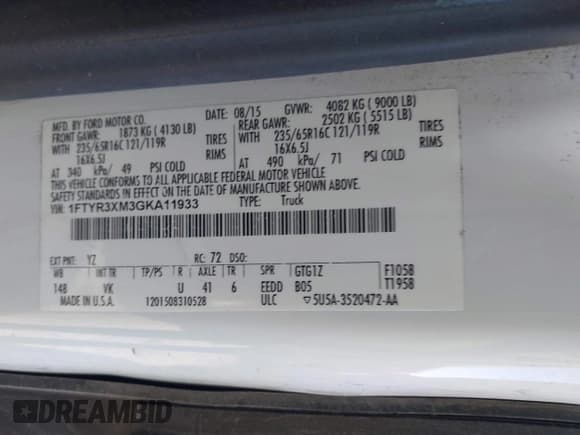 MFD. BY FORD MOTOR CO. DATE: 08/15 GVWR: 4082 KG ( 9000 LB)
FRONT GAWR: 1873 KG ( 4130 LB) REAR GAWR: 2502 KG ( 5515 LB)
WITH 235/65R16C 121/119R TIRES WITH 235/65R16C 121/119R TIRES
16X6.5J RIMS 16X6.5J RIMS
AT 340 kPa/ 49 PSI COLD AT 490 kPa/ 71 PSI COLD
THIS VEHICLE CONFORMS TO ALL APPLICABLE FEDERAL MOTOR VEHICLE
SAFETY AND THEFT PREVENTION STANDARDS IN EFFECT ON THE DATE OF MANUFACTURE SHOWN ABOVE.
VIN: 1FTYR3XM3GKA11933 TYPE: Truck
EXT PNT: YZ RC: 72 DSO:
WB INT TR TP/PS R AXLE TR SPR GTG1Z F1058
148 VK U 41 6 EEDD B05 T1958
MADE IN U.S.A. 1201508310528 ULC 5U5A-3520472-AA
DREAMBID